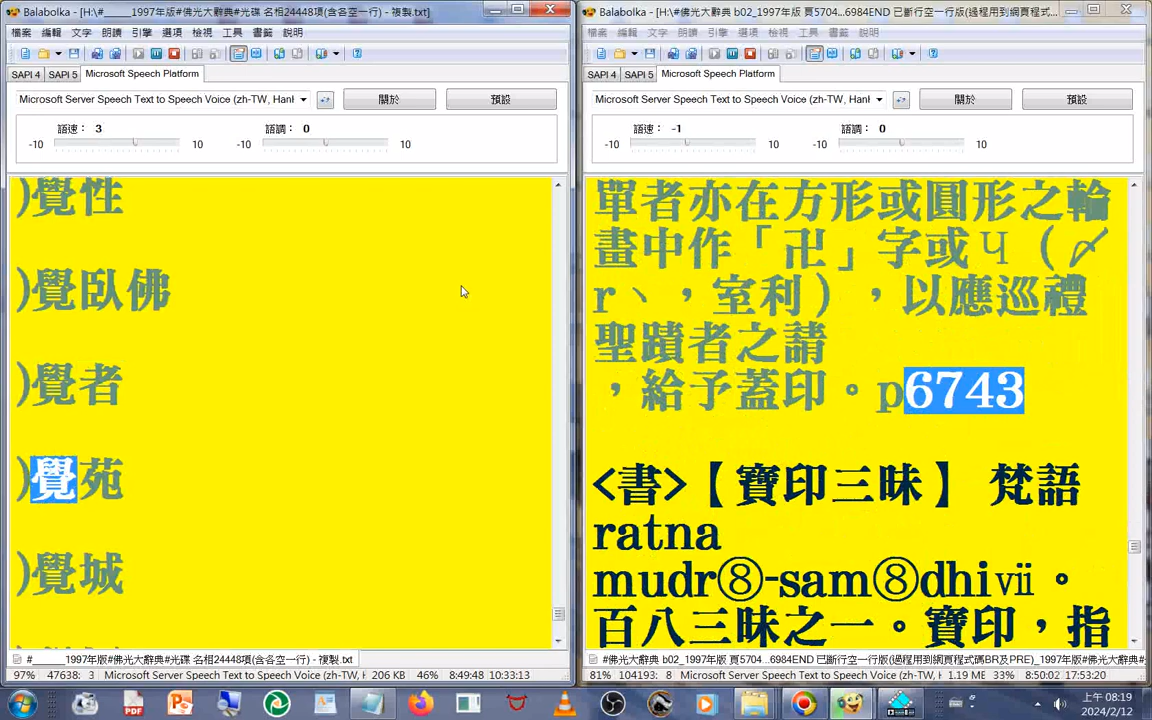 Balabolka - [H:\#_____1997年版#佛光大辭典#光碟 名相24448項(含各空一行) - 複製.txt]
檔案 編輯 文字 朗讀 引擎 選項 檢視 工具 書籤 說明
SAPI 4 SAPI 5 Microsoft Speech Platform
Microsoft Server Speech Text to Speech Voice (zh-TW, Hanl
關於 預設
語速： 3 語調： 0
-10 10 -10 10
)覺性
)覺臥佛
)覺者
)覺苑
)覺城
#______1997年版#佛光大辭典#光碟 名相24448項(含各空一行) - 複製.txt
97% 47638: 3 Microsoft Server Speech Text to Speech Voice (zh-TW, H 206 KB 46% 8:49:48 10:33:13
Balabolka - [H:\#佛光大辭典 b02_1997年版 頁5704...6984END 已斷行空一行版(過程用到網頁程式...
檔案 編輯 文字 朗讀 引擎 選項 檢視 工具 書籤 說明
SAPI 4 SAPI 5 Microsoft Speech Platform
Microsoft Server Speech Text to Speech Voice (zh-TW, Hanl
關於 預設
語速： -1 語調： 0
-10 10 -10 10
單者亦在方形或圓形之輪
畫中作「卍」字或Ч（〆
r丶，室利），以應巡禮
聖蹟者之請
，給予蓋印。p6743
<書>【寶印三昧】 梵語
ratna
mudr⑧-sam⑧dhiⅶ。
百八三昧之一。寶印，指
#佛光大辭典 b02_1997年版 頁5704...6984END 已斷行空一行版(過程用到網頁程式碼BR及PRE)_1997年版#佛光大辭典#
81% 104193: 8 Microsoft Server Speech Text to Speech Voice (zh-TW, H 1.19 MB 33% 8:50:02 17:53:20
上午 08:19
2024/2/12